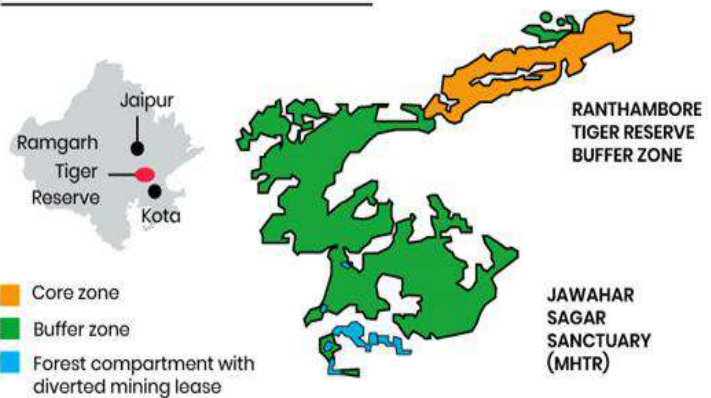 Jaipur
Ramgarh
Tiger
Reserve
Kota
Core zone
Buffer zone
Forest compartment with
diverted mining lease
RANTHAMBORE
TIGER RESERVE
BUFFER ZONE
JAWAHAR
SAGAR
SANCTUARY
(MHTR)